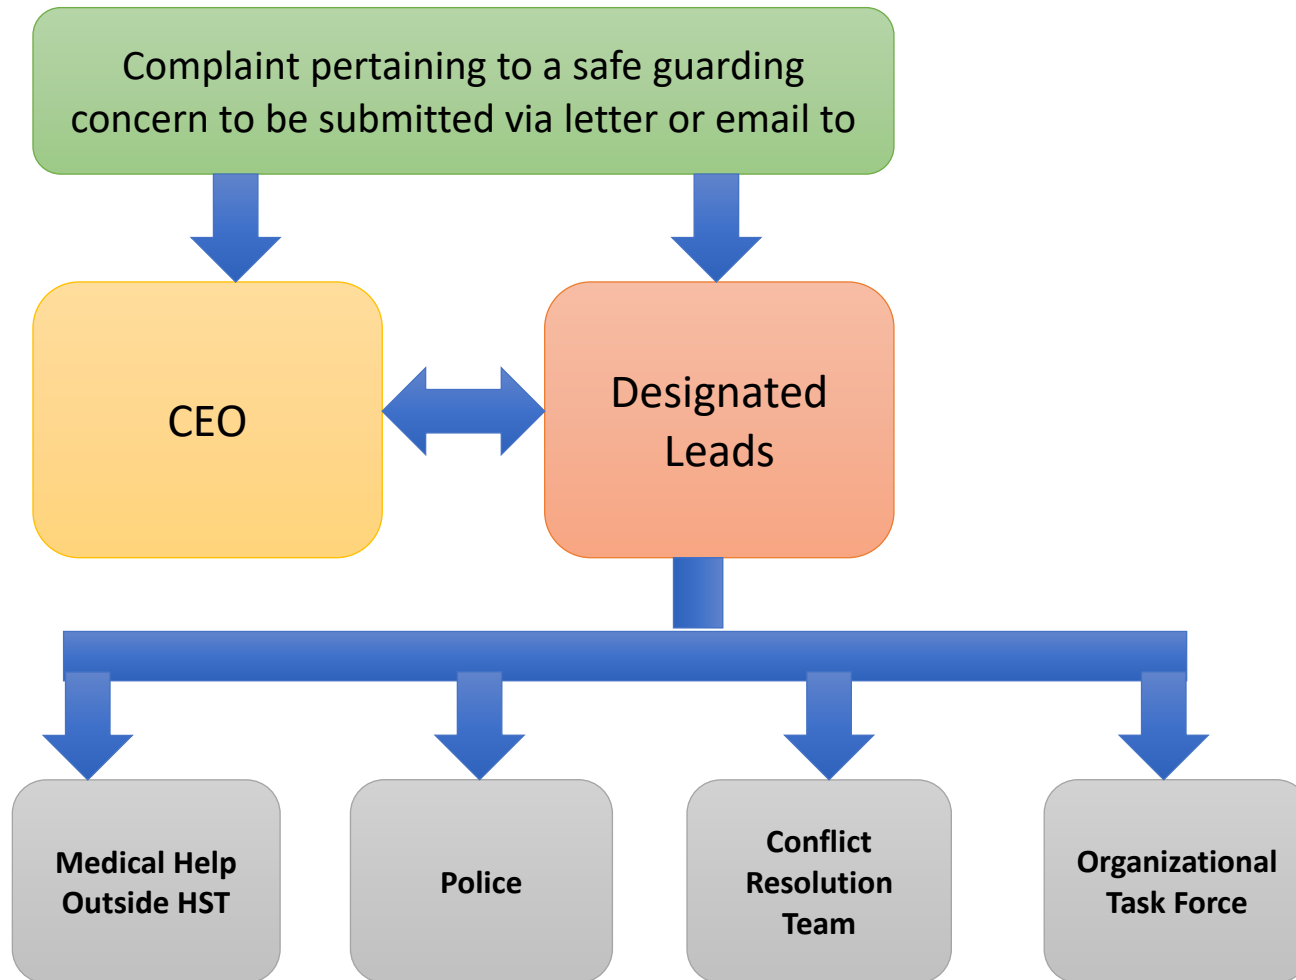 Complaint pertaining to a safe guarding
concern to be submitted via letter or email to
CEO
Designated
Leads
Medical Help
Outside HST
Police
Conflict
Resolution
Team
Organizational
Task Force